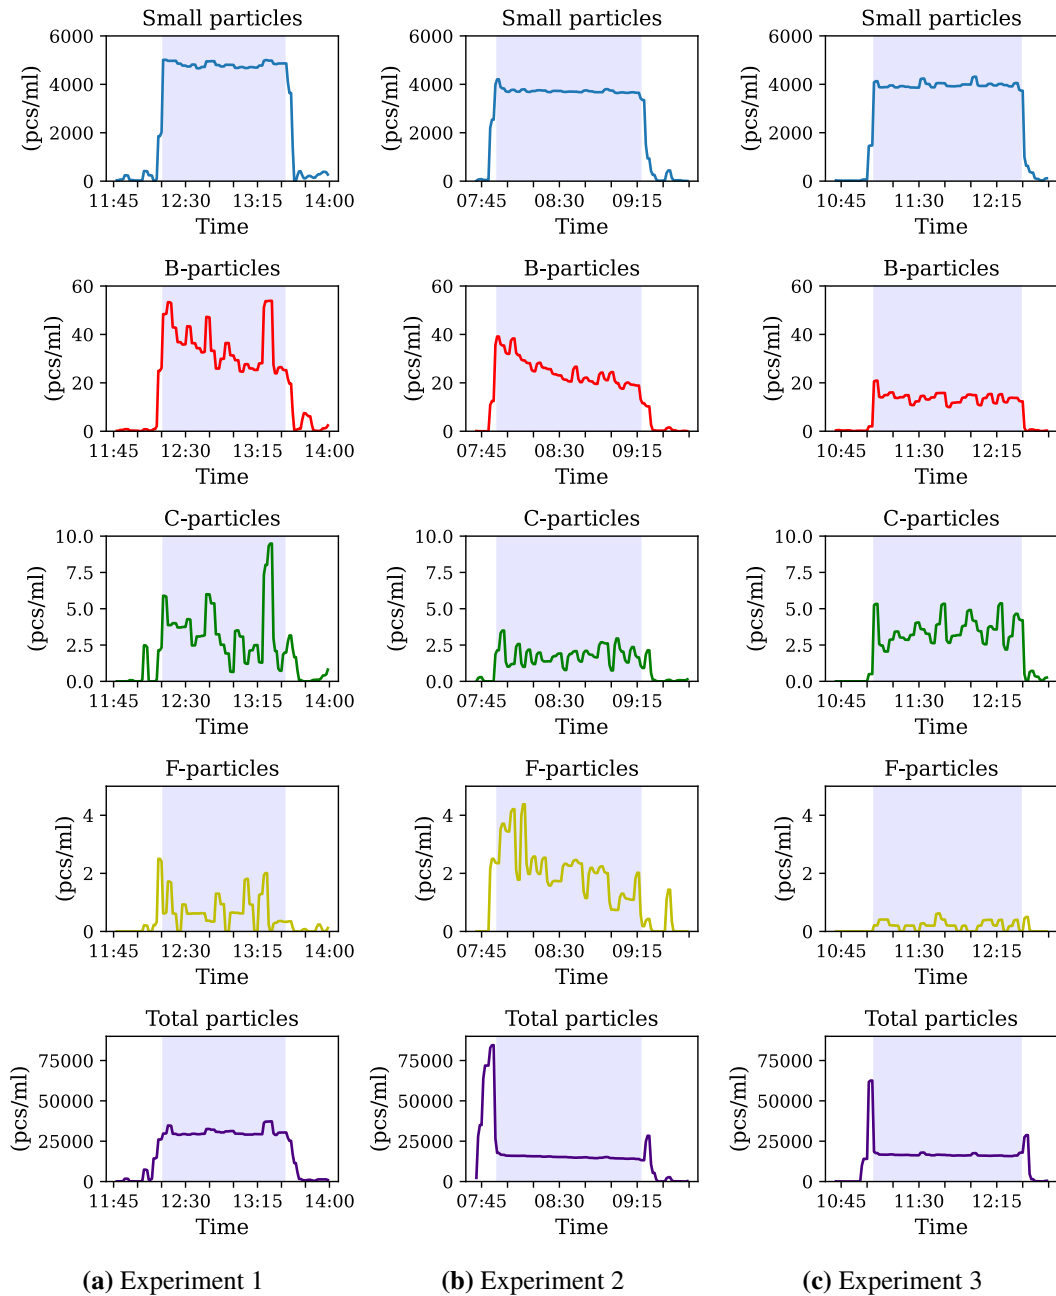 Small particles
6000
4000
2000
0
(pcs/ml)
11:45 12:30 13:15 14:00
Time
Small particles
6000
4000
2000
0
(pcs/ml)
07:45 08:30 09:15
Time
Small particles
6000
4000
2000
0
(pcs/ml)
10:45 11:30 12:15
Time
B-particles
60
40
20
0
(pcs/ml)
11:45 12:30 13:15 14:00
Time
B-particles
60
40
20
0
(pcs/ml)
07:45 08:30 09:15
Time
B-particles
60
40
20
0
(pcs/ml)
10:45 11:30 12:15
Time
C-particles
10.0
7.5
5.0
2.5
0.0
(pcs/ml)
11:45 12:30 13:15 14:00
Time
C-particles
10.0
7.5
5.0
2.5
0.0
(pcs/ml)
07:45 08:30 09:15
Time
C-particles
10.0
7.5
5.0
2.5
0.0
(pcs/ml)
10:45 11:30 12:15
Time
F-particles
4
2
0
(pcs/ml)
11:45 12:30 13:15 14:00
Time
F-particles
4
2
0
(pcs/ml)
07:45 08:30 09:15
Time
F-particles
4
2
0
(pcs/ml)
10:45 11:30 12:15
Time
Total particles
75000
50000
25000
0
(pcs/ml)
11:45 12:30 13:15 14:00
Time
Total particles
75000
50000
25000
0
(pcs/ml)
07:45 08:30 09:15
Time
Total particles
75000
50000
25000
0
(pcs/ml)
10:45 11:30 12:15
Time
(a) Experiment 1
(b) Experiment 2
(c) Experiment 3